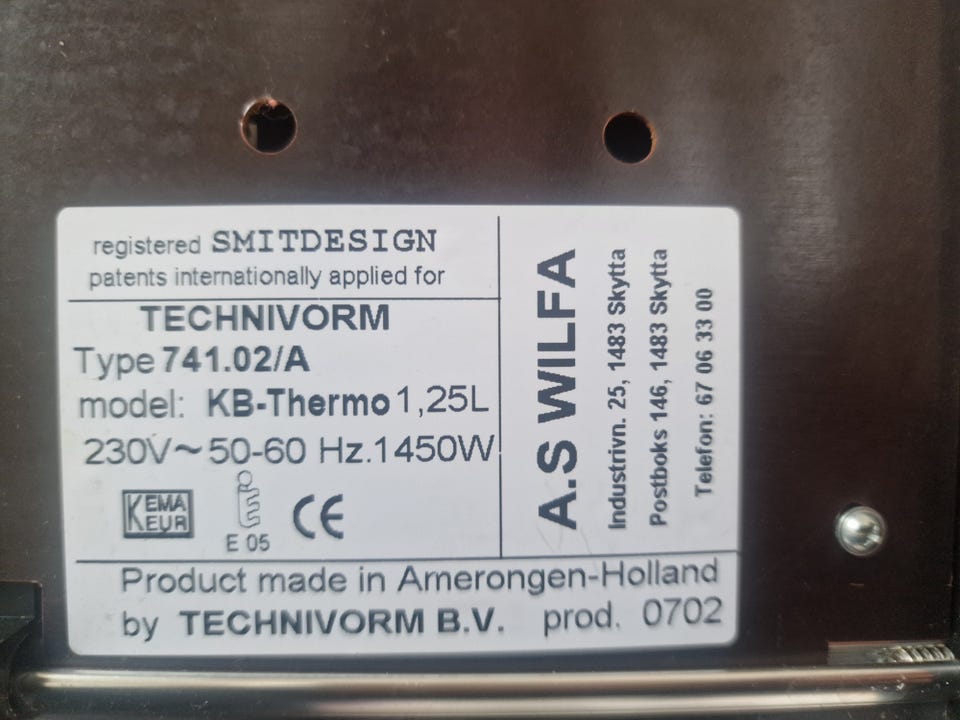 registered SMITDESIGN
patents internationally applied for
TECHNIVORM
Type 741.02/A
model: KB-Thermo 1,25L
230V~50-60 Hz.1450W
KEMA
EUR
E 05
CE
Product made in Amerongen-Holland
by TECHNIVORM B.V. prod. 0702
A.S WILFA
Industrivn. 25, 1483 Skytta
Postboks 146, 1483 Skytta
Telefon: 67 06 33 00